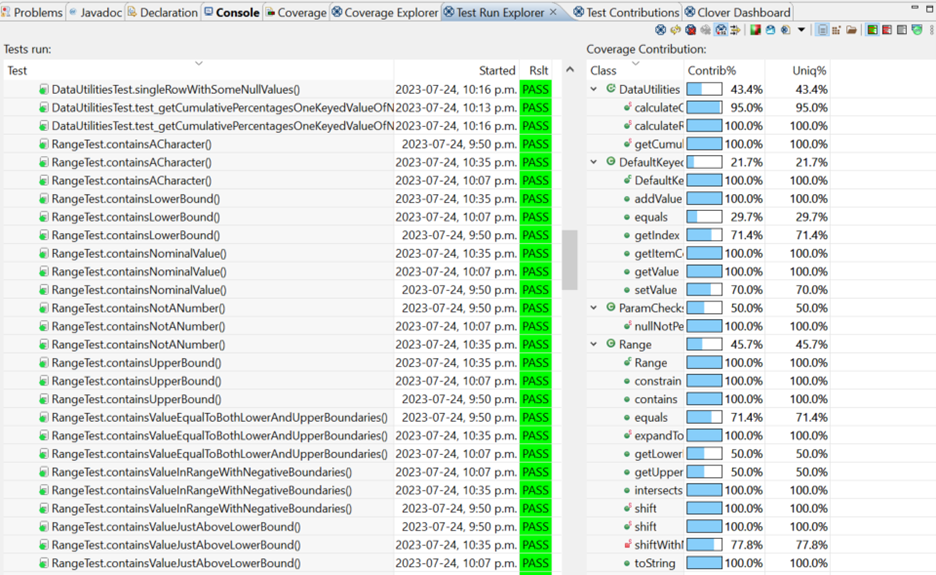 Problems Javadoc Declaration Console Coverage Coverage Explorer Test Run Explorer Test Contributions Clover Dashboard
Tests run:
Test Started Rslt
DataUtilitiesTest.singleRowWithSomeNullValues() 2023-07-24, 10:16 p.m. PASS
DataUtilitiesTest.test_getCumulativePercentagesOneKeyedValueOfN 2023-07-24, 10:13 p.m. PASS
DataUtilitiesTest.test_getCumulativePercentagesOneKeyedValueOfN 2023-07-24, 10:16 p.m. PASS
RangeTest.containsACharacter() 2023-07-24, 9:50 p.m. PASS
RangeTest.containsACharacter() 2023-07-24, 10:35 p.m. PASS
RangeTest.containsACharacter() 2023-07-24, 10:07 p.m. PASS
RangeTest.containsLowerBound() 2023-07-24, 10:35 p.m. PASS
RangeTest.containsLowerBound() 2023-07-24, 10:07 p.m. PASS
RangeTest.containsLowerBound() 2023-07-24, 9:50 p.m. PASS
RangeTest.containsNominalValue() 2023-07-24, 10:35 p.m. PASS
RangeTest.containsNominalValue() 2023-07-24, 10:07 p.m. PASS
RangeTest.containsNominalValue() 2023-07-24, 9:50 p.m. PASS
RangeTest.containsNotANumber() 2023-07-24, 9:50 p.m. PASS
RangeTest.containsNotANumber() 2023-07-24, 10:07 p.m. PASS
RangeTest.containsNotANumber() 2023-07-24, 10:35 p.m. PASS
RangeTest.containsUpperBound() 2023-07-24, 10:35 p.m. PASS
RangeTest.containsUpperBound() 2023-07-24, 10:07 p.m. PASS
RangeTest.containsUpperBound() 2023-07-24, 9:50 p.m. PASS
RangeTest.containsValueEqualToBothLowerAndUpperBoundaries() 2023-07-24, 9:50 p.m. PASS
RangeTest.containsValueEqualToBothLowerAndUpperBoundaries() 2023-07-24, 10:35 p.m. PASS
RangeTest.containsValueEqualToBothLowerAndUpperBoundaries() 2023-07-24, 10:07 p.m. PASS
RangeTest.containsValueInRangeWithNegativeBoundaries() 2023-07-24, 10:07 p.m. PASS
RangeTest.containsValueInRangeWithNegativeBoundaries() 2023-07-24, 10:35 p.m. PASS
RangeTest.containsValueInRangeWithNegativeBoundaries() 2023-07-24, 9:50 p.m. PASS
RangeTest.containsValueJustAboveLowerBound() 2023-07-24, 9:50 p.m. PASS
RangeTest.containsValueJustAboveLowerBound() 2023-07-24, 10:35 p.m. PASS
RangeTest.containsValueJustAboveLowerBound() 2023-07-24, 10:07 p.m. PASS
Coverage Contribution:
Class Contrib% Uniq%
DataUtilities 43.4% 43.4%
calculateC 95.0% 95.0%
calculateR 100.0% 100.0%
getCumul 100.0% 100.0%
DefaultKeyed 21.7% 21.7%
DefaultKe 100.0% 100.0%
addValue 100.0% 100.0%
equals 29.7% 29.7%
getIndex 71.4% 71.4%
getItemC 100.0% 100.0%
getValue 100.0% 100.0%
setValue 70.0% 70.0%
ParamChecks 50.0% 50.0%
nullNotPe 100.0% 100.0%
Range 45.7% 45.7%
Range 100.0% 100.0%
constrain 100.0% 100.0%
contains 100.0% 100.0%
equals 71.4% 71.4%
expandTo 100.0% 100.0%
getLower 50.0% 50.0%
getUpper 50.0% 50.0%
intersects 100.0% 100.0%
shift 100.0% 100.0%
shift 100.0% 100.0%
shiftWithN 77.8% 77.8%
toString 100.0% 100.0%